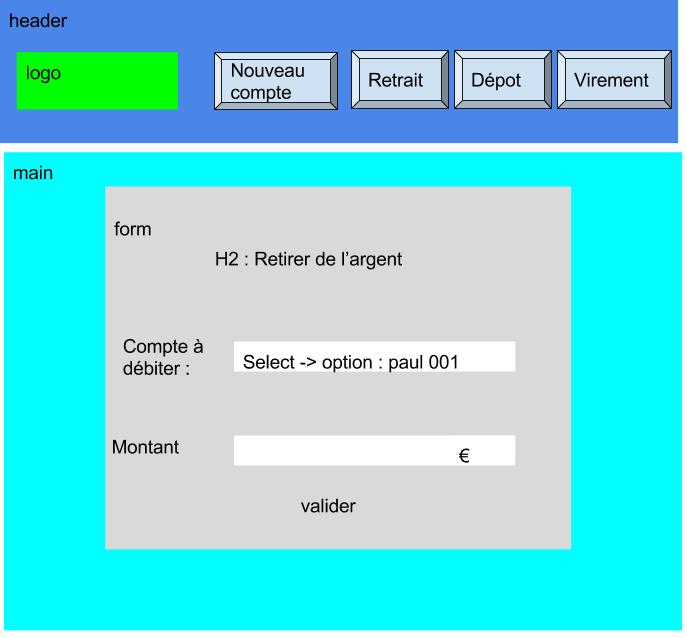 header
logo
Nouveau
compte
Retrait
Dépot
Virement
main
form
H2 : Retirer de l’argent
Compte à
débiter :
Select -> option : paul 001
Montant
€
valider